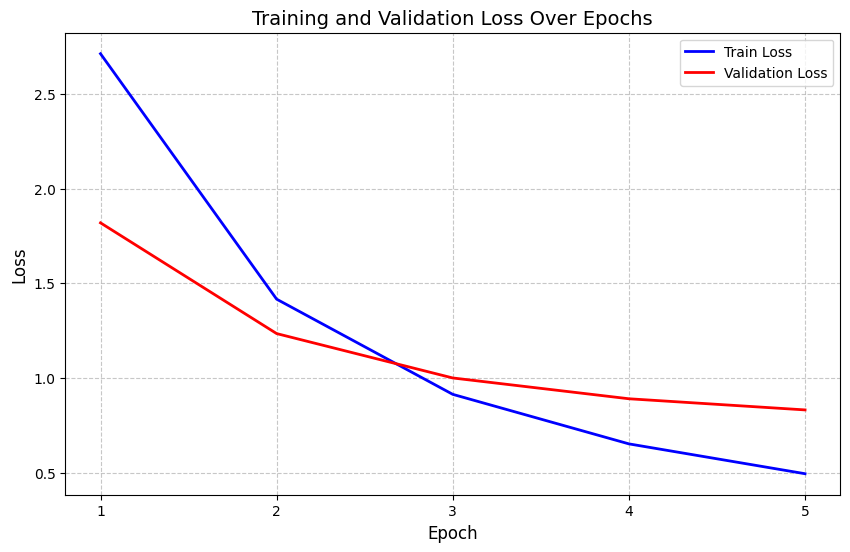 Training and Validation Loss Over Epochs
Train Loss
Validation Loss
Loss
2.5
2.0
1.5
1.0
0.5
1 2 3 4 5
Epoch